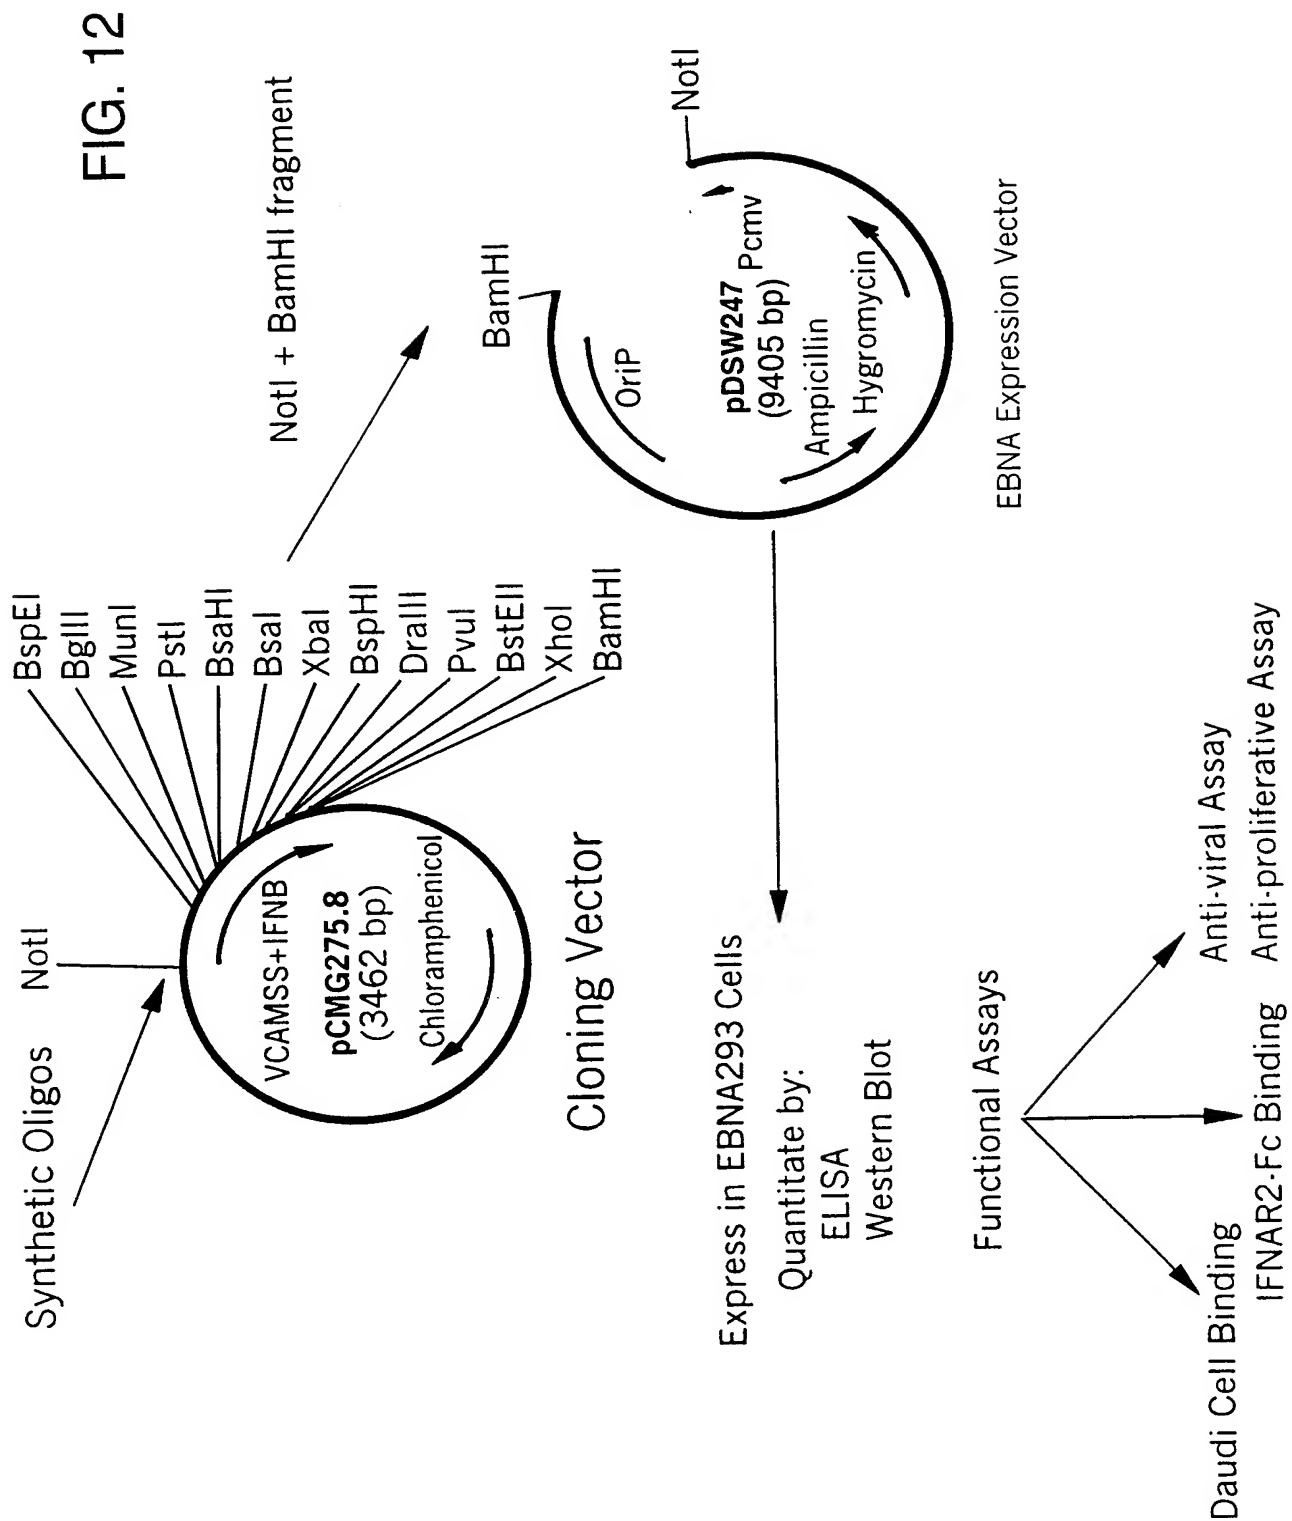 FIG. 12
Synthetic Oligos
NotI
BspEI
BglII
MunI
PstI
BsaHI
BsaI
XbaI
BspHI
DraIII
PvuI
BstEII
XhoI
BamHI
VCAMSS+IFNB
pCMG275.8
(3462 bp)
Chloramphenicol
Cloning Vector
NotI + BamHI fragment
BamHI
NotI
OriP
Pcmv
pDSW247
(9405 bp)
Ampicillin
Hygromycin
EBNA Expression Vector
Express in EBNA293 Cells
Quantitate by:
ELISA
Western Blot
Functional Assays
Daudi Cell Binding
IFNAR2-Fc Binding
Anti-viral Assay
Anti-proliferative Assay